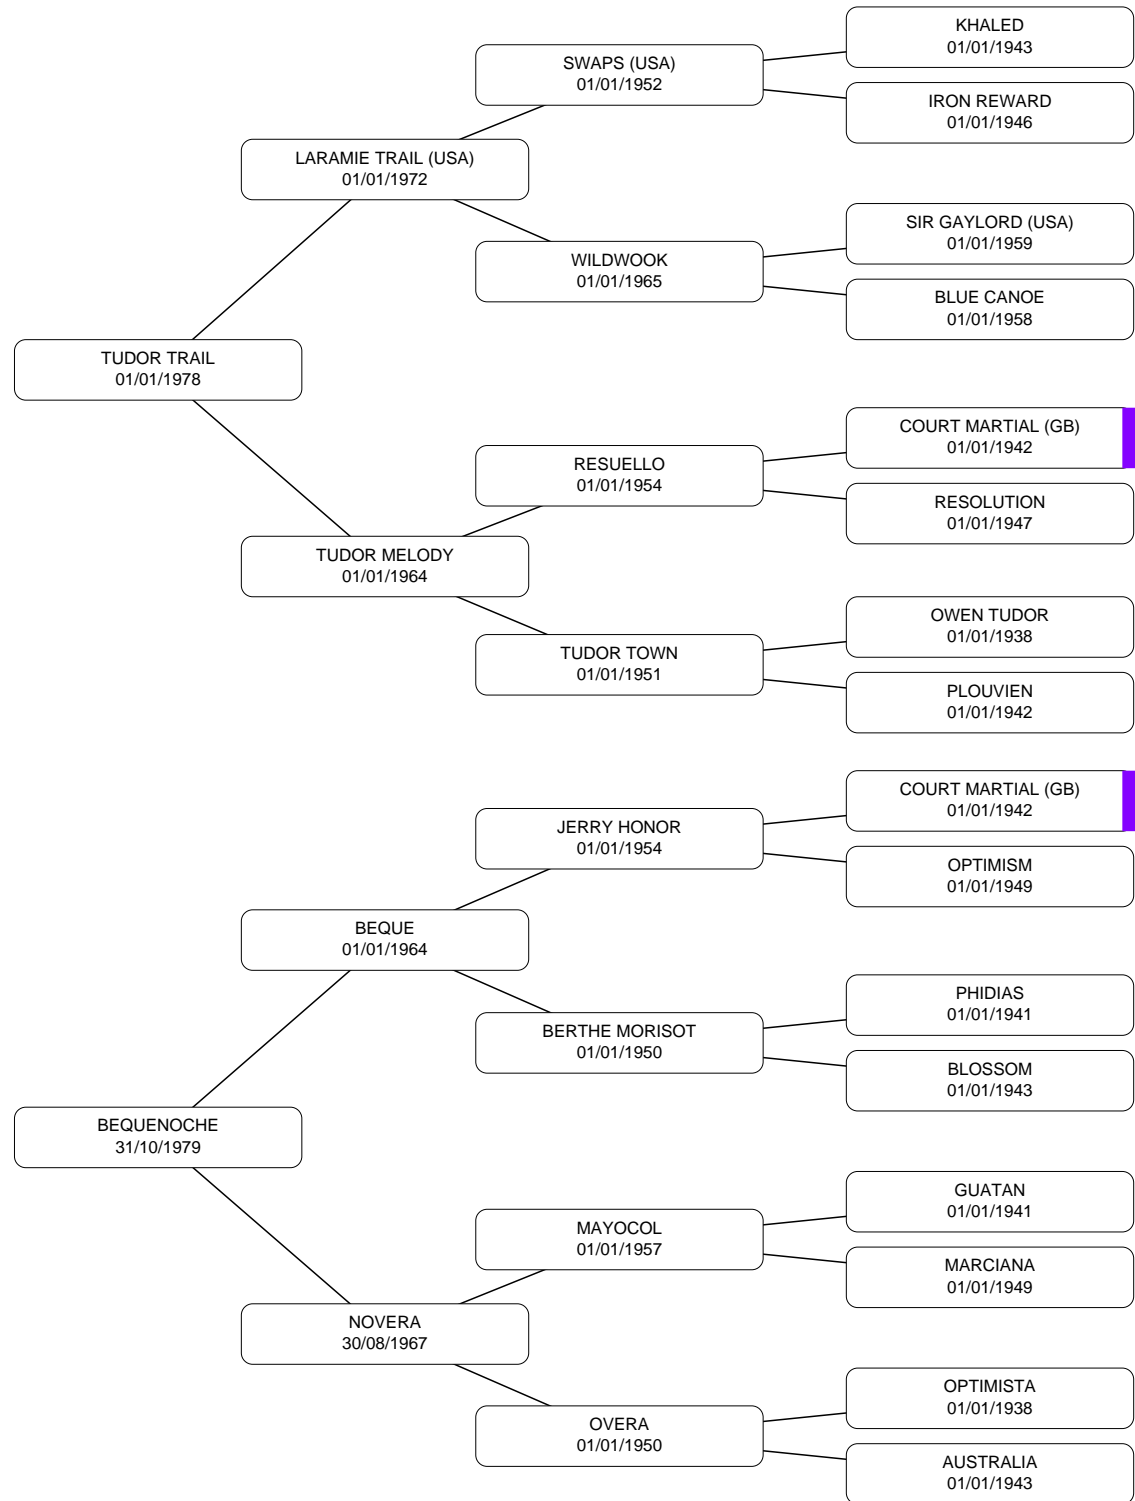 KHALED
01/01/1943
SWAPS (USA)
01/01/1952
IRON REWARD
01/01/1946
LARAMIE TRAIL (USA)
01/01/1972
SIR GAYLORD (USA)
01/01/1959
WILDWOOK
01/01/1965
BLUE CANOE
01/01/1958
TUDOR TRAIL
01/01/1978
COURT MARTIAL (GB)
01/01/1942
RESUELLO
01/01/1954
RESOLUTION
01/01/1947
TUDOR MELODY
01/01/1964
OWEN TUDOR
01/01/1938
TUDOR TOWN
01/01/1951
PLOUVIEN
01/01/1942
COURT MARTIAL (GB)
01/01/1942
JERRY HONOR
01/01/1954
OPTIMISM
01/01/1949
BEQUE
01/01/1964
PHIDIAS
01/01/1941
BERTHE MORISOT
01/01/1950
BLOSSOM
01/01/1943
BEQUENOCHE
31/10/1979
GUATAN
01/01/1941
MAYOCOL
01/01/1957
MARCIANA
01/01/1949
NOVERA
30/08/1967
OPTIMISTA
01/01/1938
OVERA
01/01/1950
AUSTRALIA
01/01/1943